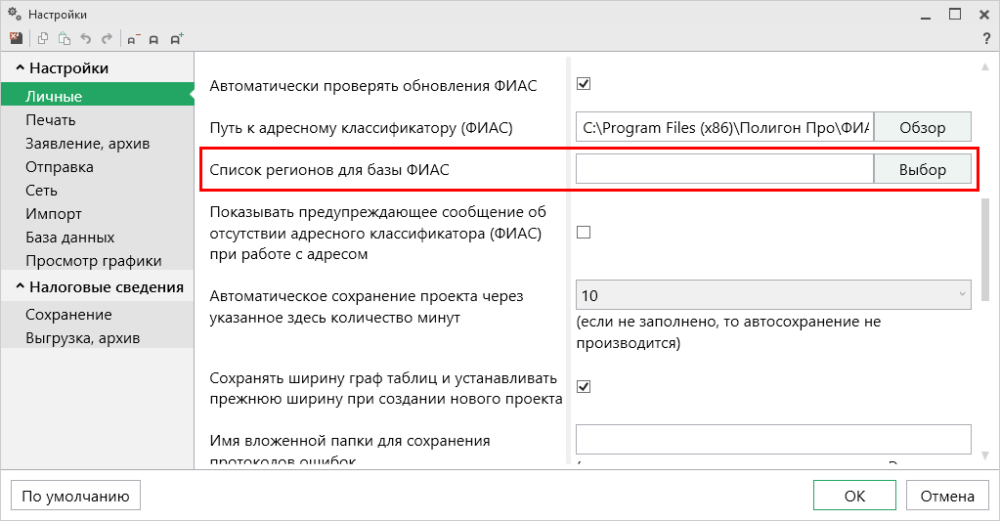 Настройки
?
Настройки
Личные
Печать
Заявление, архив
Отправка
Сеть
Импорт
База данных
Просмотр графики
Налоговые сведения
Сохранение
Выгрузка, архив
Автоматически проверять обновления ФИАС
Путь к адресному классификатору (ФИАС)
C:\Program Files (x86)\Полигон Про\ФИА
Обзор
Список регионов для базы ФИАС
Выбор
Показывать предупреждающее сообщение об
отсутствии адресного классификатора (ФИАС)
при работе с адресом
Автоматическое сохранение проекта через
указанное здесь количество минут
10
(если не заполнено, то автосохранение не
производится)
Сохранять ширину граф таблиц и устанавливать
прежнюю ширину при создании нового проекта
Имя вложенной папки для сохранения
протоколов ошибок
По умолчанию
ОК
Отмена